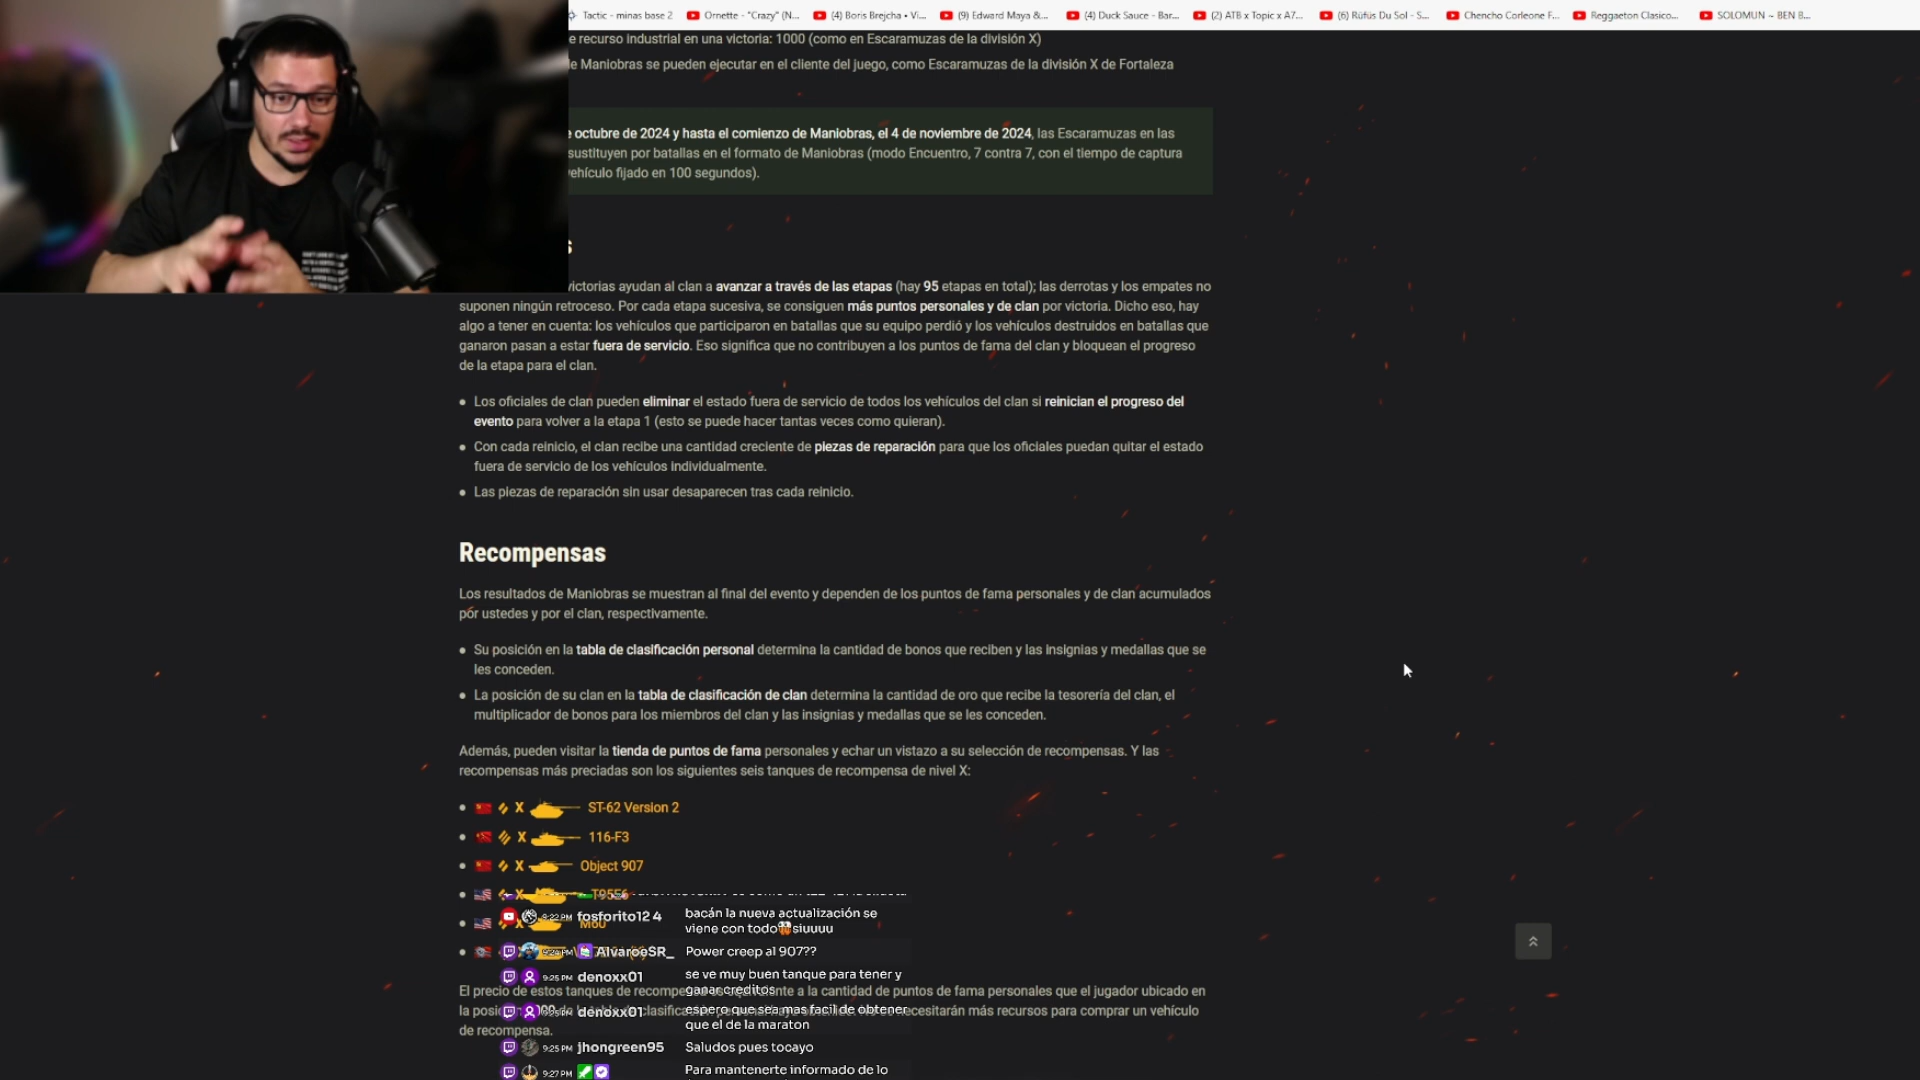 Tactic - minas base 2
Ornette - "Crazy" (N...
(4) Boris Brejcha • Vi...
(9) Edward Maya &...
(4) Duck Sauce - Bar...
(2) ATB x Topic x A7...
(6) Rüfüs Du Sol - S...
Chencho Corleone F...
Reggaeton Clasico...
SOLOMUN ~ BEN B...
e recurso industrial en una victoria: 1000 (como en Escaramuzas de la división X)
e Maniobras se pueden ejecutar en el cliente del juego, como Escaramuzas de la división X de Fortaleza
e octubre de 2024 y hasta el comienzo de Maniobras, el 4 de noviembre de 2024, las Escaramuzas en las
sustituyen por batallas en el formato de Maniobras (modo Encuentro, 7 contra 7, con el tiempo de captura
ehículo fijado en 100 segundos).
s
victorias ayudan al clan a avanzar a través de las etapas (hay 95 etapas en total); las derrotas y los empates no
suponen ningún retroceso. Por cada etapa sucesiva, se consiguen más puntos personales y de clan por victoria. Dicho eso, hay
algo a tener en cuenta: los vehículos que participaron en batallas que su equipo perdió y los vehículos destruidos en batallas que
ganaron pasan a estar fuera de servicio. Eso significa que no contribuyen a los puntos de fama del clan y bloquean el progreso
de la etapa para el clan.
Los oficiales de clan pueden eliminar el estado fuera de servicio de todos los vehículos del clan si reinician el progreso del
evento para volver a la etapa 1 (esto se puede hacer tantas veces como quieran).
Con cada reinicio, el clan recibe una cantidad creciente de piezas de reparación para que los oficiales puedan quitar el estado
fuera de servicio de los vehículos individualmente.
Las piezas de reparación sin usar desaparecen tras cada reinicio.
Recompensas
Los resultados de Maniobras se muestran al final del evento y dependen de los puntos de fama personales y de clan acumulados
por ustedes y por el clan, respectivamente.
Su posición en la tabla de clasificación personal determina la cantidad de bonos que reciben y las insignias y medallas que se
les conceden.
La posición de su clan en la tabla de clasificación de clan determina la cantidad de oro que recibe la tesorería del clan, el
multiplicador de bonos para los miembros del clan y las insignias y medallas que se les conceden.
Además, pueden visitar la tienda de puntos de fama personales y echar un vistazo a su selección de recompensas. Y las
recompensas más preciadas son los siguientes seis tanques de recompensa de nivel X:
X ST-62 Version 2
X 116-F3
X Object 907
X T95E6
9:22 PM fosforito124 bacán la nueva actualización se
viene con todo siuuuu
9:24 PM AlvaroeSR_ Power creep al 907??
9:25 PM denoxx01 se ve muy buen tanque para tener y
ganar creditos
El precio de estos tanques de recompensa
a la cantidad de puntos de fama personales que el jugador ubicado en
denoxx01 espero que sea mas facil de obtener
que el de la maraton
necesitarán más recursos para comprar un vehículo
de recompensa.
9:25 PM jhongreen95 Saludos pues tocayo
9:27 PM Para mantenerte informado de lo